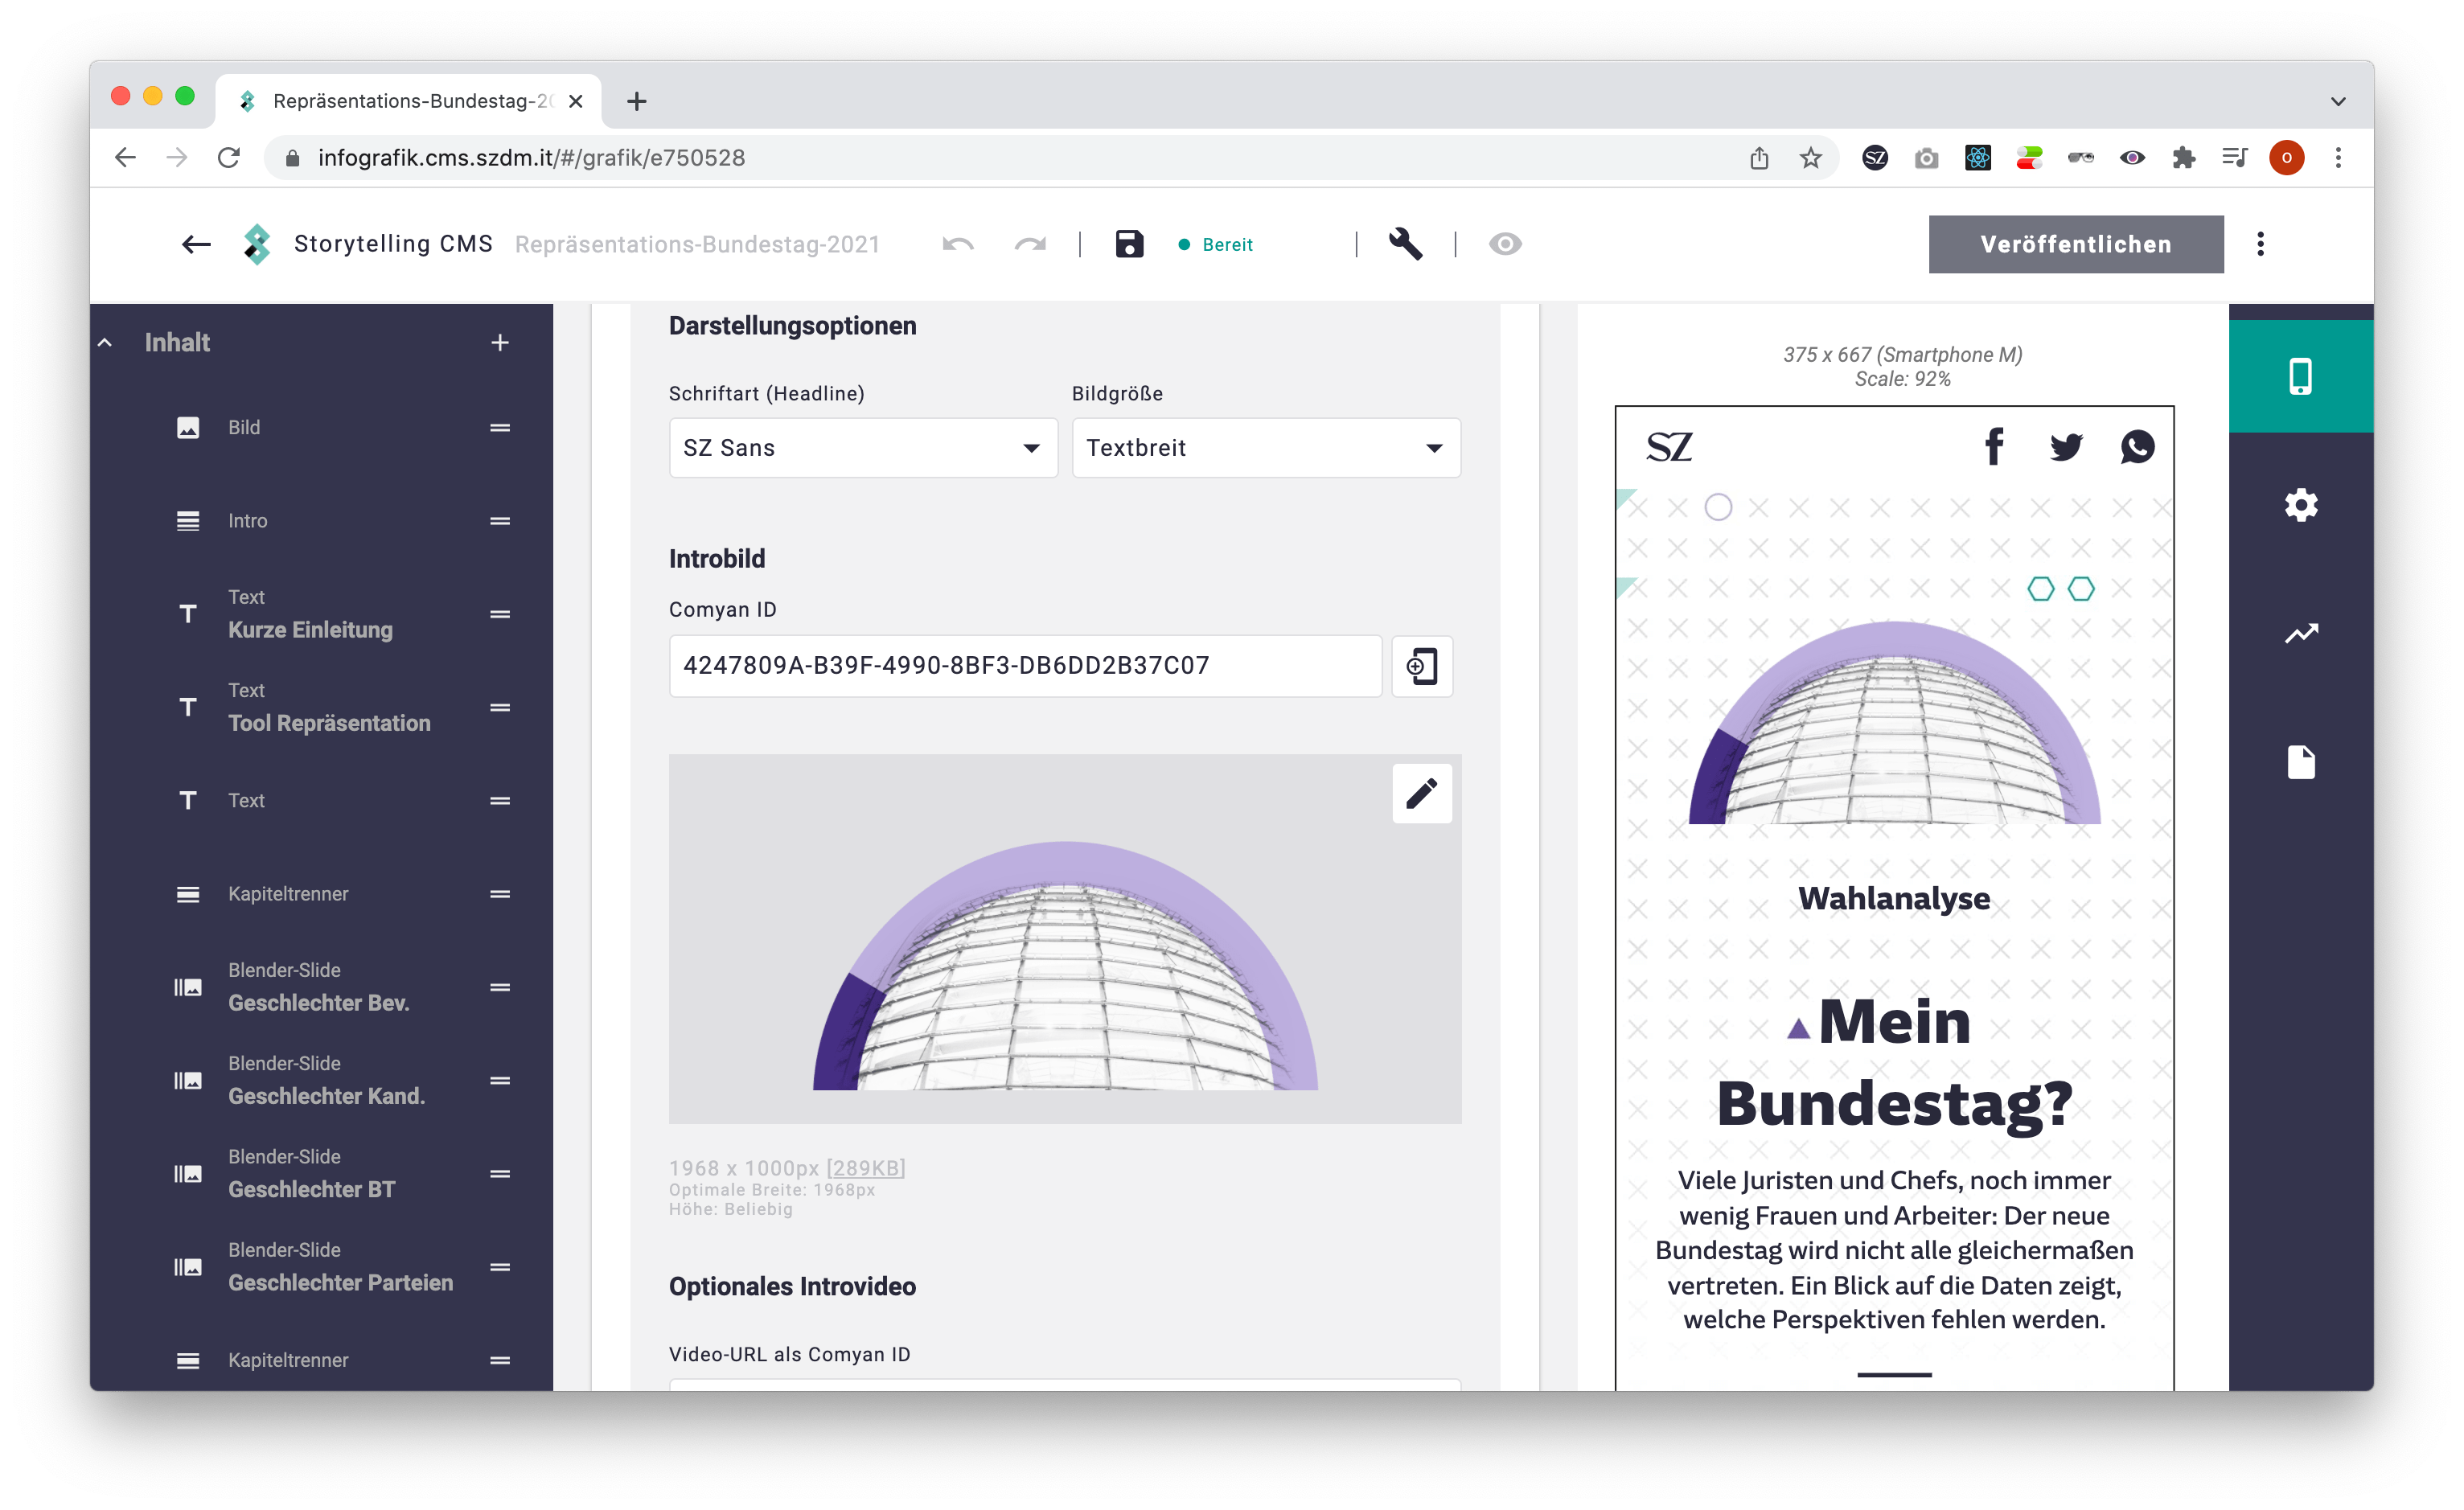 Repräsentations-Bundestag-20
infografik.cms.szdm.it/#/grafik/e750528
SZ
o
Storytelling CMS
Repräsentations-Bundestag-2021
Bereit
Veröffentlichen
Inhalt
Bild
Intro
Text
Kurze Einleitung
Text
Tool Repräsentation
Text
Kapiteltrenner
Blender-Slide
Geschlechter Bev.
Blender-Slide
Geschlechter Kand.
Blender-Slide
Geschlechter BT
Blender-Slide
Geschlechter Parteien
Kapiteltrenner
Darstellungsoptionen
Schriftart (Headline)
Bildgröße
SZ Sans
Textbreit
Introbild
Comyan ID
4247809A-B39F-4990-8BF3-DB6DD2B37C07
1968 x 1000px [289KB]
Optimale Breite: 1968px
Höhe: Beliebig
Optionales Introvideo
Video-URL als Comyan ID
375 x 667 (Smartphone M)
Scale: 92%
SZ
Wahlanalyse
Mein
Bundestag?
Viele Juristen und Chefs, noch immer
wenig Frauen und Arbeiter: Der neue
Bundestag wird nicht alle gleichermaßen
vertreten. Ein Blick auf die Daten zeigt,
welche Perspektiven fehlen werden.